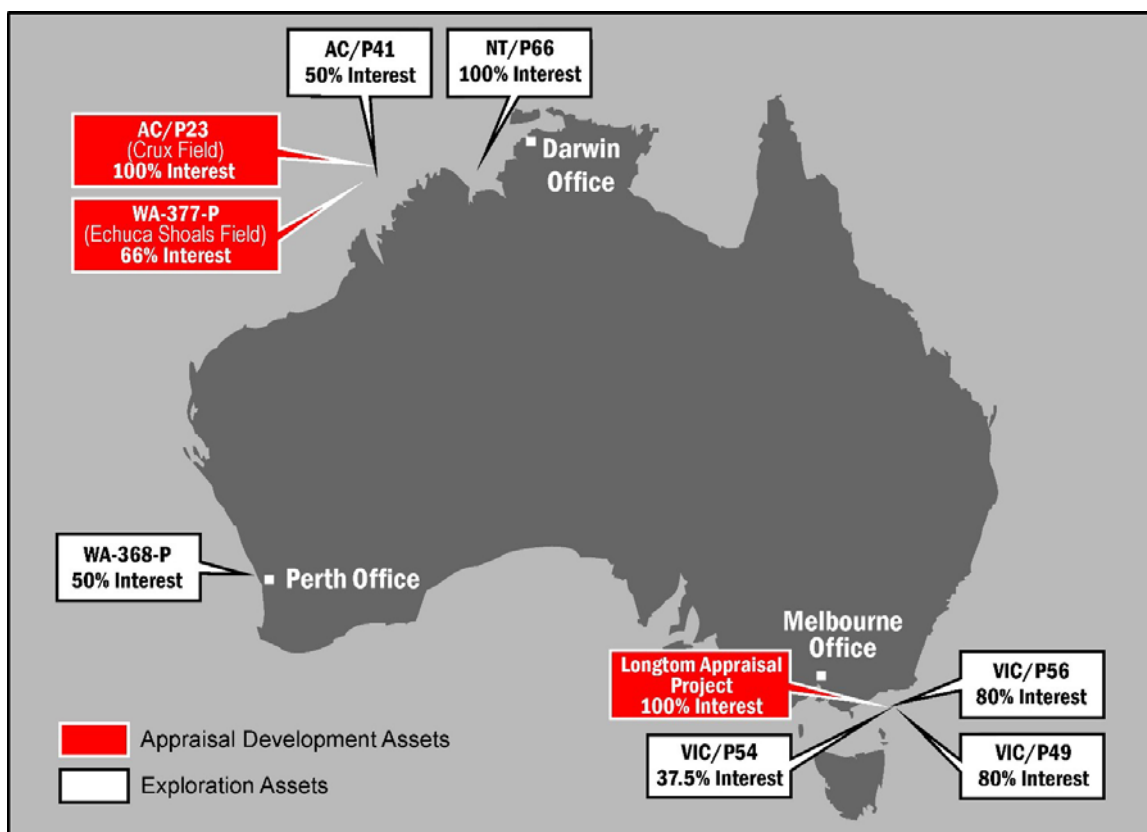 AC/P41
50% Interest
NT/P66
100% Interest
AC/P23
(Crux Field)
100% Interest
Darwin
Office
WA-377-P
(Echuca Shoals Field)
66% Interest
WA-368-P
50% Interest
Perth Office
Melbourne
Office
Longtom Appraisal
Project
100% Interest
VIC/P56
80% Interest
VIC/P54
37.5% Interest
VIC/P49
80% Interest
Appraisal Development Assets
Exploration Assets